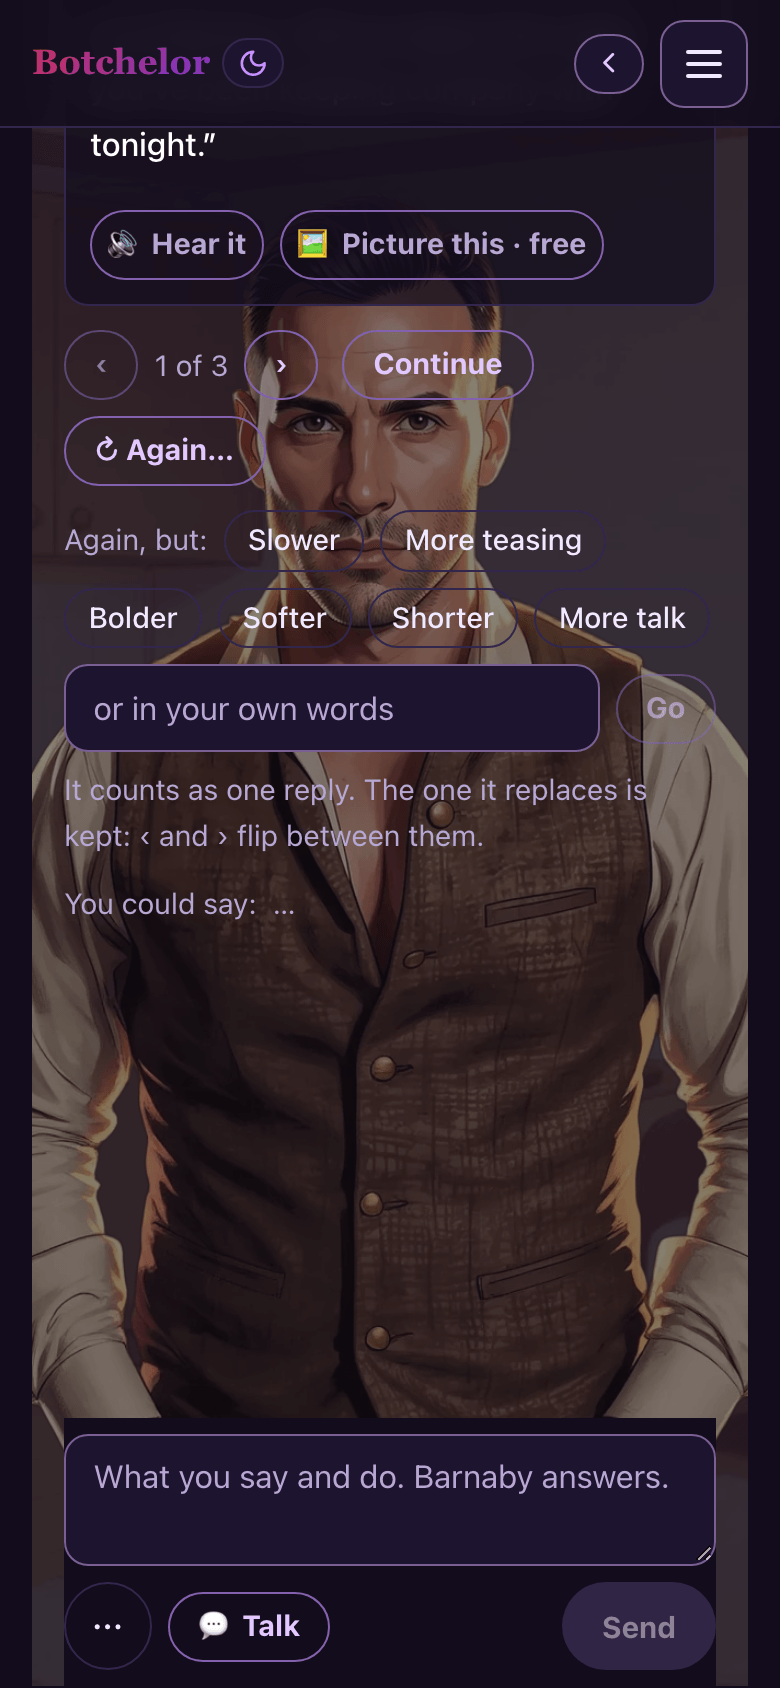 Botchelor
tonight.”
🔊 Hear it 🖼️ Picture this · free
‹ 1 of 3 › Continue
↻ Again...
Again, but: Slower More teasing
Bolder Softer Shorter More talk
or in your own words Go
It counts as one reply. The one it replaces is
kept: ‹ and › flip between them.
You could say: ...
What you say and do. Barnaby answers.
··· 💬 Talk Send